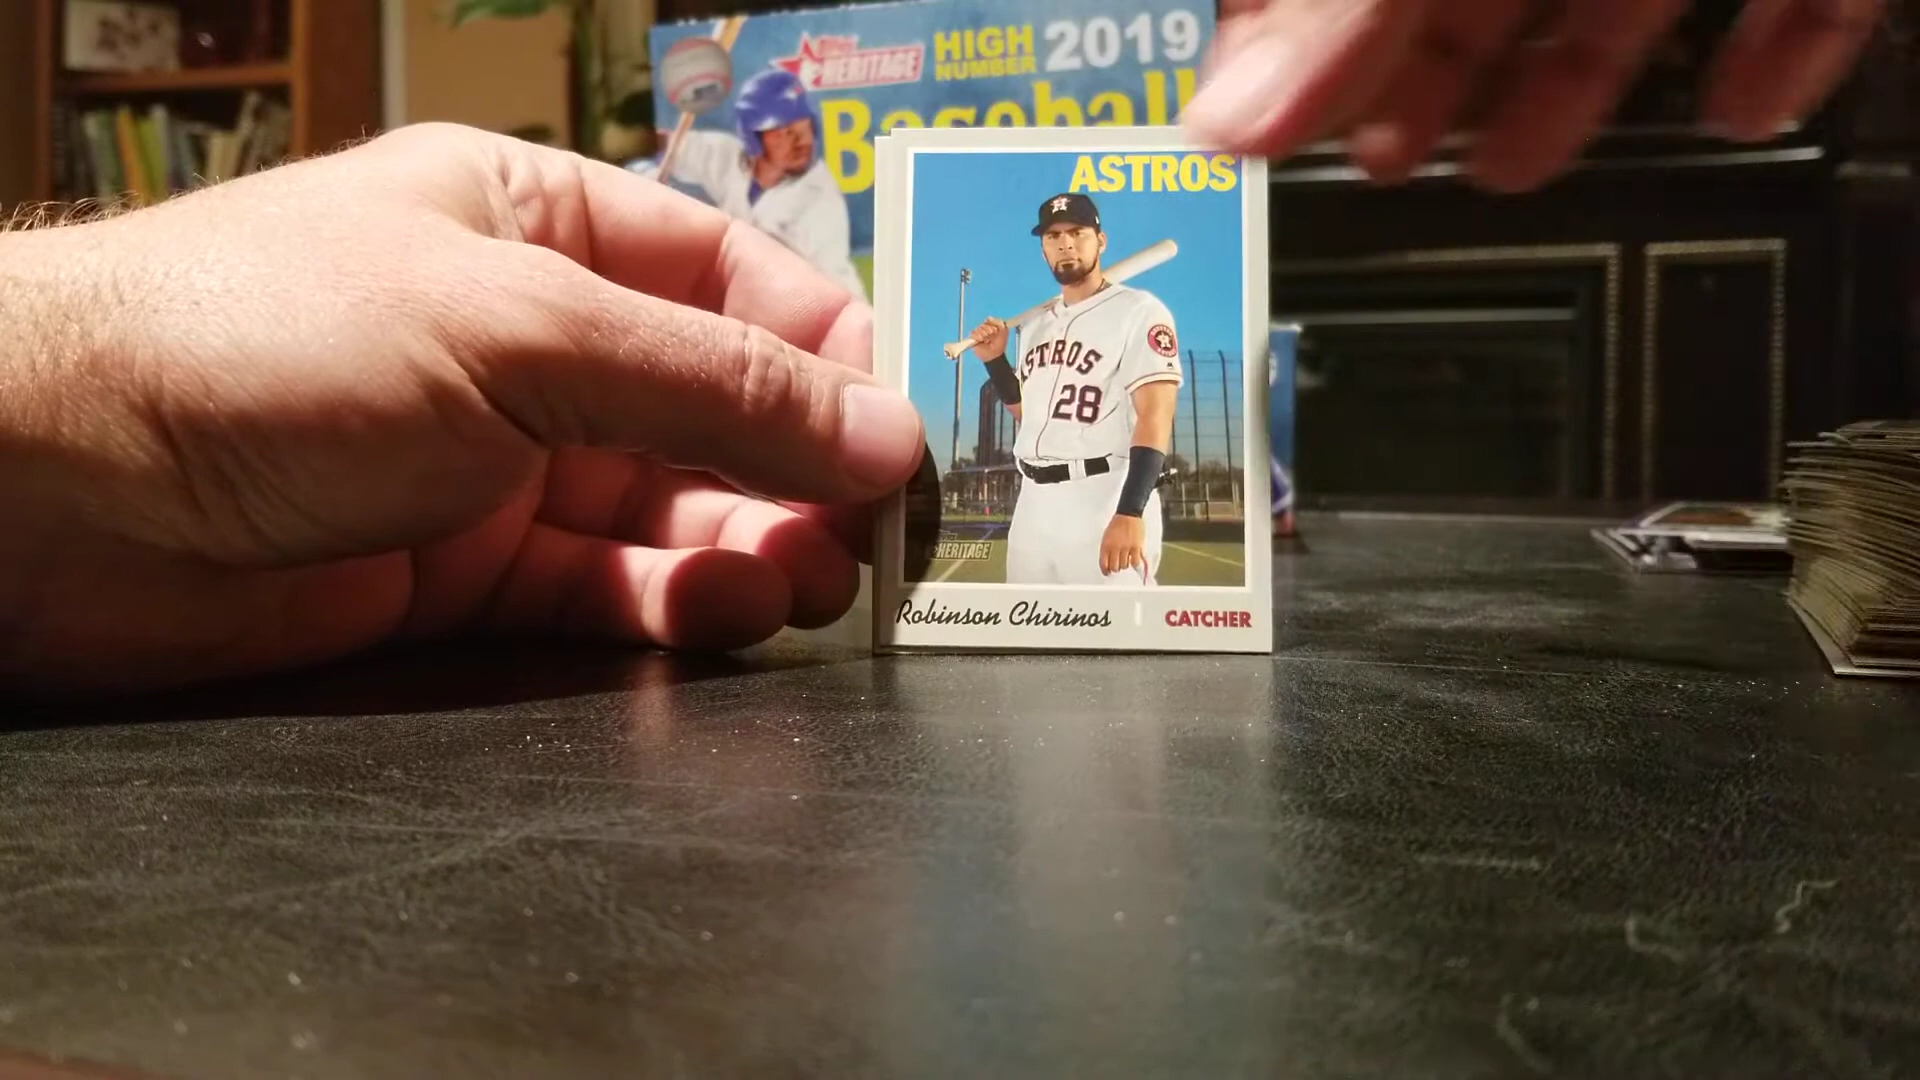 Topps HERITAGE HIGH NUMBER 2019
Baseball
ASTROS
ASTROS
28
HERITAGE
Robinson Chirinos CATCHER